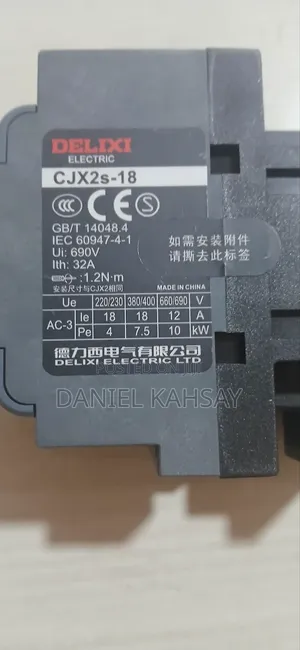 DELIXI
ELECTRIC
CJX2s-18
CCC CE
GB/T 14048.4
IEC 60947-4-1
Ui: 690V
Ith: 32A
:1.2N·m
安装尺寸与CJX2相同 MADE IN CHINA
Ue 220/230 380/400 660/690 V
AC-3 Ie 18 18 12 A
Pe 4 7.5 10 kW
德力西电气有限公司
DELIXI ELECTRIC LTD
如需安装附件
请撕去此标签
DANIEL KAHSAY